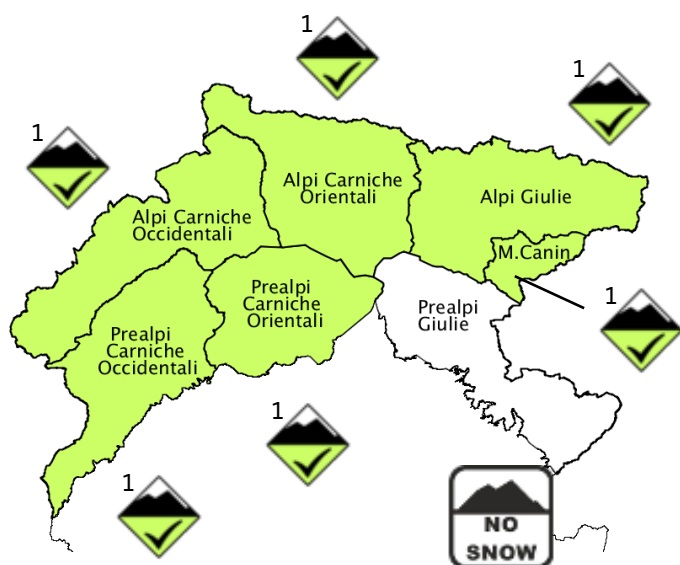 1
1
1
Alpi Carniche
Orientali
Alpi Giulie
Alpi Carniche
Occidentali
M.Canin
Prealpi
Carniche
Orientali
Prealpi
Giulie
1
Prealpi
Carniche
Occidentali
1
1
NO
SNOW